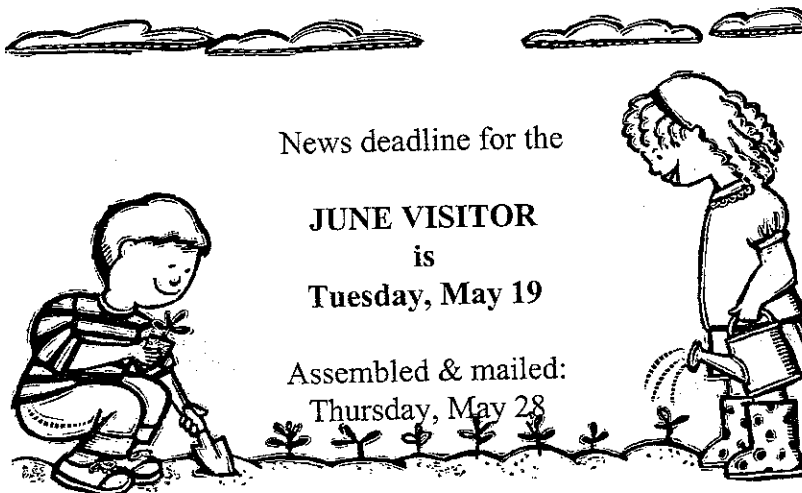 News deadline for the
JUNE VISITOR
is
Tuesday, May 19
Assembled & mailed:
Thursday, May 28